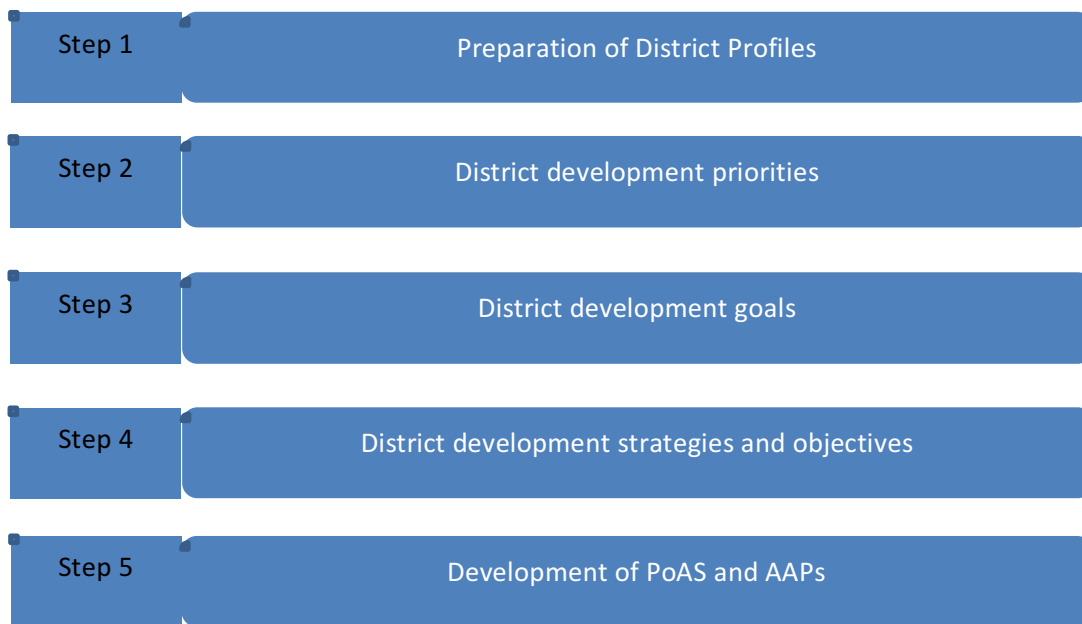 Step 1
Preparation of District Profiles
Step 2
District development priorities
Step 3
District development goals
Step 4
District development strategies and objectives
Step 5
Development of PoAS and AAPs